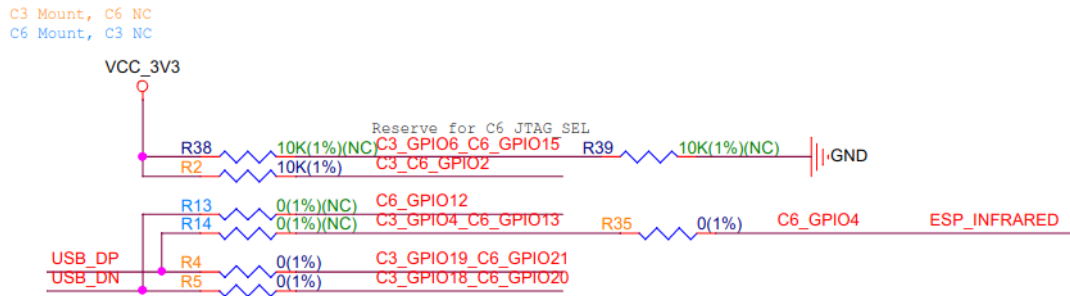 C3 Mount, C6 NC
C6 Mount, C3 NC
VCC_3V3
Reserve for C6 JTAG_SEL
R38 10K(1%)(NC) C3_GPIO6_C6_GPIO15 R39 10K(1%)(NC) GND
R2 10K(1%) C3_C6_GPIO2
R13 0(1%)(NC) C6_GPIO12
R14 0(1%)(NC) C3_GPIO4_C6_GPIO13 R35 0(1%) C6_GPIO4 ESP_INFRARED
USB_DP R4 0(1%) C3_GPIO19_C6_GPIO21
USB_DN R5 0(1%) C3_GPIO18_C6_GPIO20